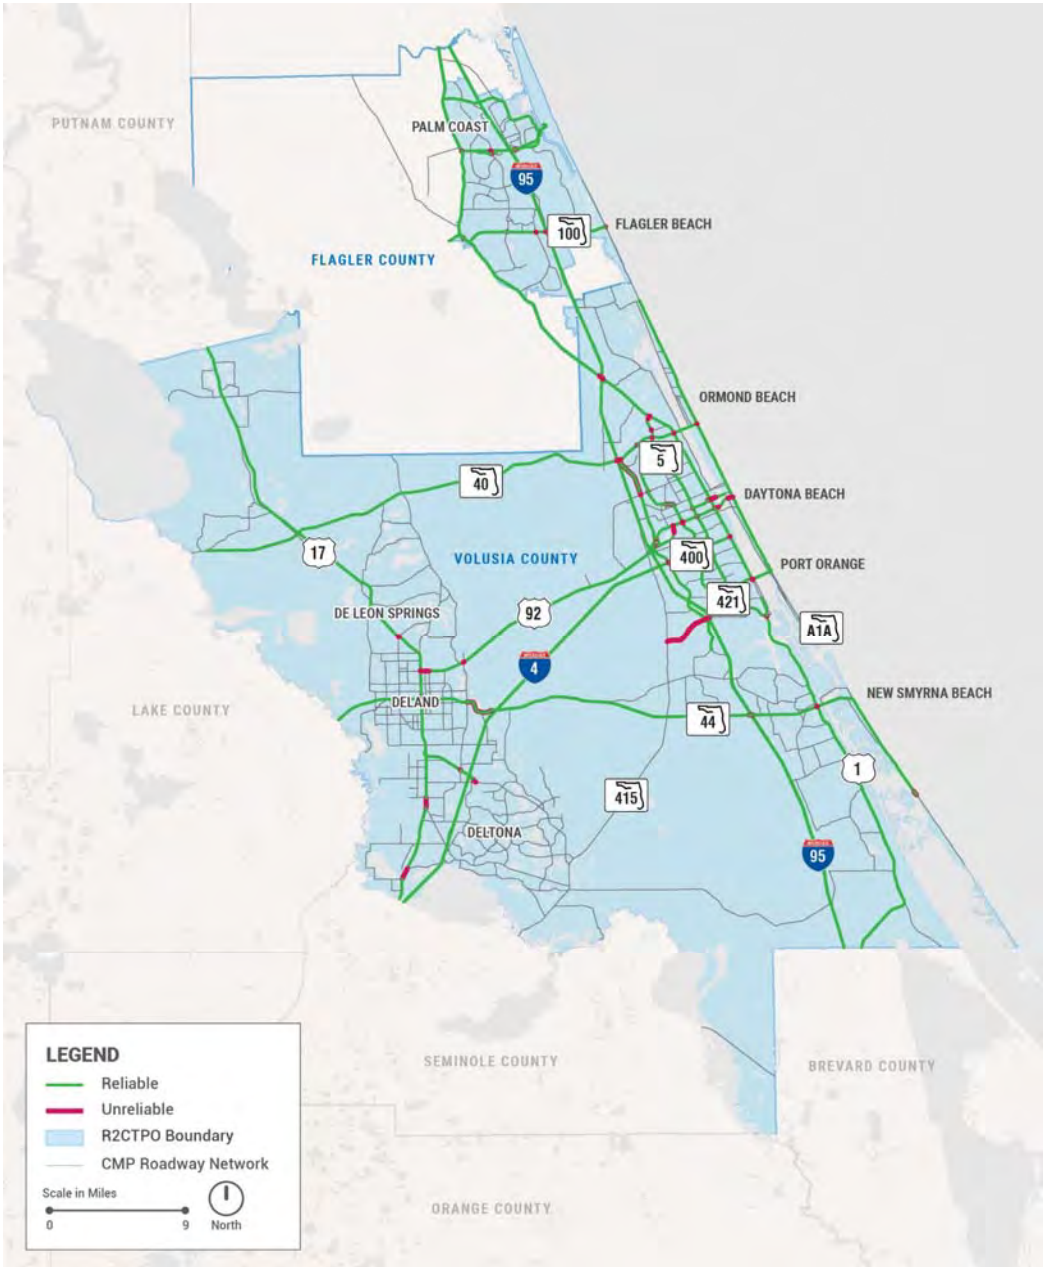 PUTNAM COUNTY
PALM COAST
INTERSTATE
95
100
FLAGLER BEACH
FLAGLER COUNTY
ORMOND BEACH
5
40
DAYTONA BEACH
17
VOLUSIA COUNTY
400
PORT ORANGE
DE LEON SPRINGS
92
421
A1A
INTERSTATE
4
NEW SMYRNA BEACH
LAKE COUNTY
DELAND
44
1
415
DELTONA
INTERSTATE
95
LEGEND
Reliable
Unreliable
R2CTPO Boundary
CMP Roadway Network
Scale in Miles
0 9 North
SEMINOLE COUNTY
BREVARD COUNTY
ORANGE COUNTY